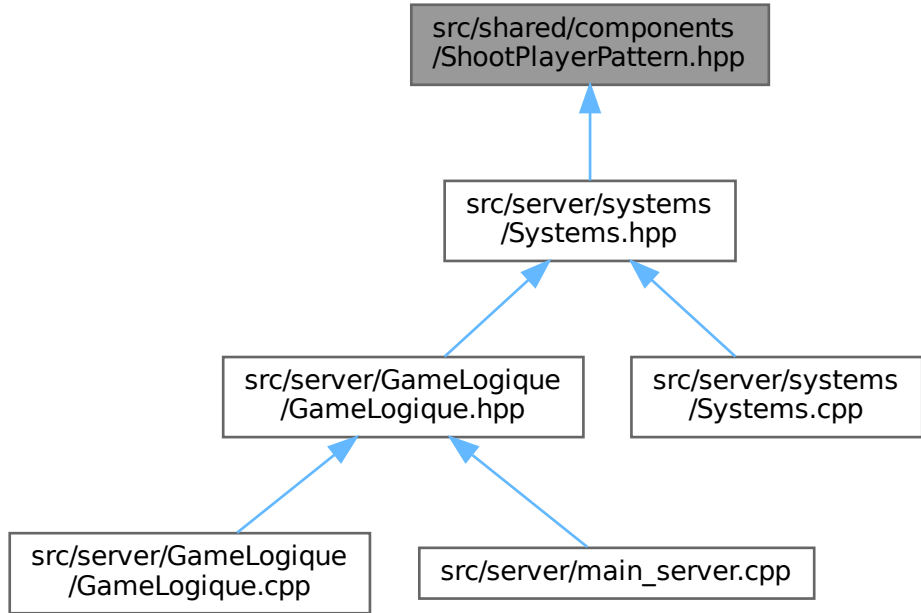 src/shared/components
/ShootPlayerPattern.hpp
src/server/systems
/Systems.hpp
src/server/GameLogique
/GameLogique.hpp
src/server/systems
/Systems.cpp
src/server/GameLogique
/GameLogique.cpp
src/server/main_server.cpp